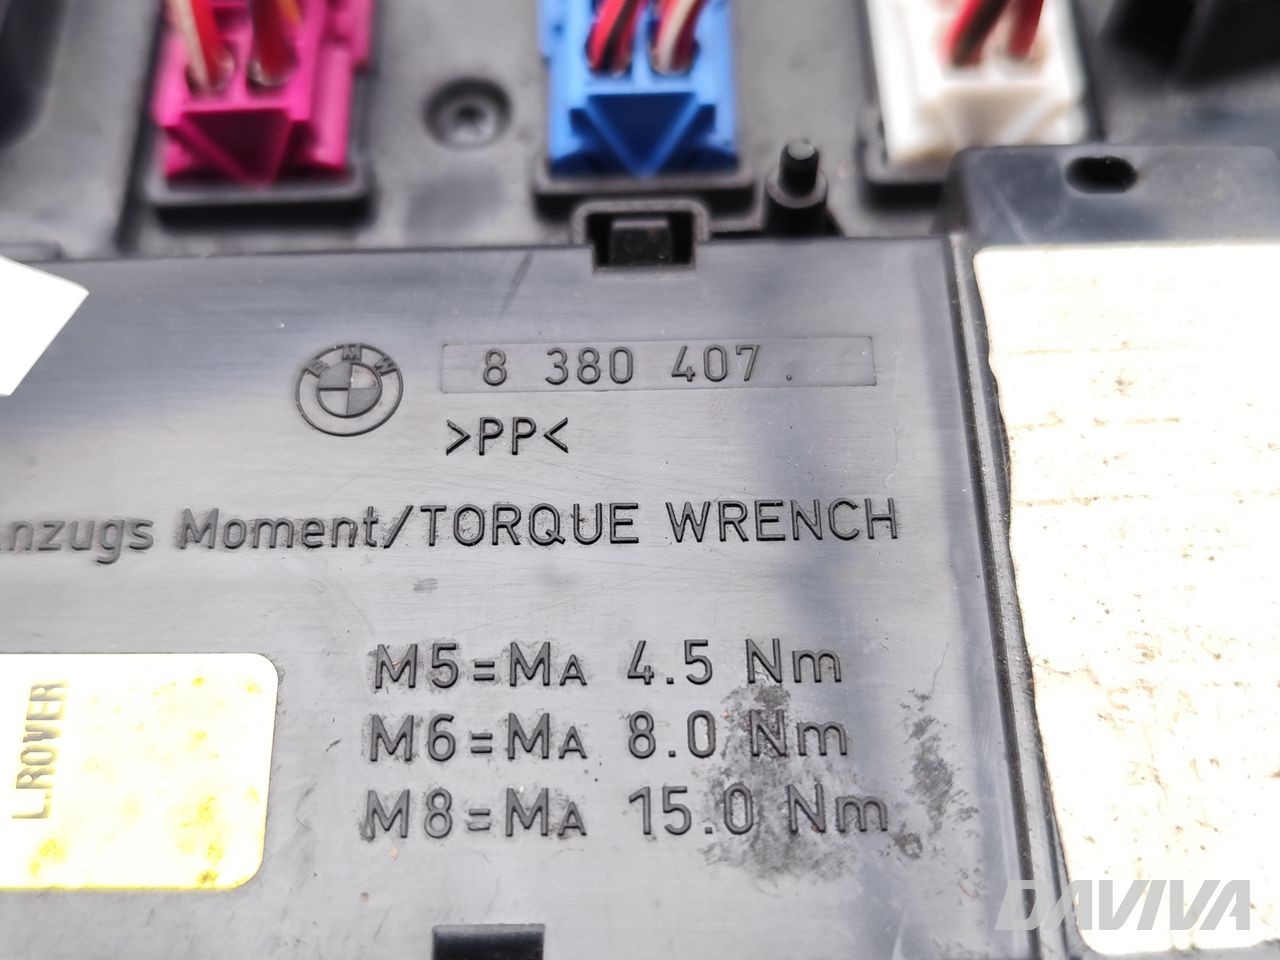 BMW
8 380 407.
>PP<
Anzugs Moment/TORQUE WRENCH
M5=MA 4.5 Nm
M6=MA 8.0 Nm
M8=MA 15.0 Nm
L.ROVER
DAVIVA